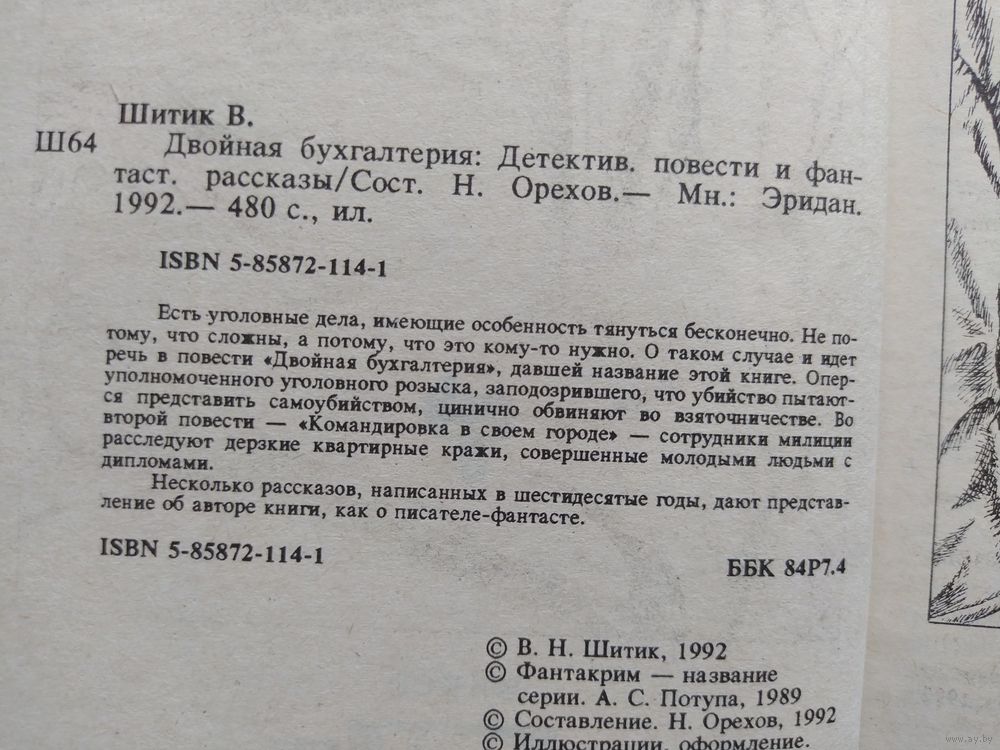 Шитик В.
Ш64 Двойная бухгалтерия: Детектив. повести и фан-
таст. рассказы/Сост. Н. Орехов.— Мн.: Эридан.
1992.— 480 с., ил.
ISBN 5-85872-114-1
Есть уголовные дела, имеющие особенность тянуться бесконечно. Не по-
тому, что сложны, а потому, что это кому-то нужно. О таком случае и идет
речь в повести «Двойная бухгалтерия», давшей название этой книге. Опер-
уполномоченного уголовного розыска, заподозрившего, что убийство пытают-
ся представить самоубийством, цинично обвиняют во взяточничестве. Во
второй повести — «Командировка в своем городе» — сотрудники милиции
расследуют дерзкие квартирные кражи, совершенные молодыми людьми с
дипломами.
Несколько рассказов, написанных в шестидесятые годы, дают представ-
ление об авторе книги, как о писателе-фантасте.
ISBN 5-85872-114-1
ББК 84Р7.4
© В. Н. Шитик, 1992
© Фантакрим — название
серии. А. С. Потупа, 1989
© Составление. Н. Орехов, 1992
© Иллюстрации, оформление.
www.ay.by